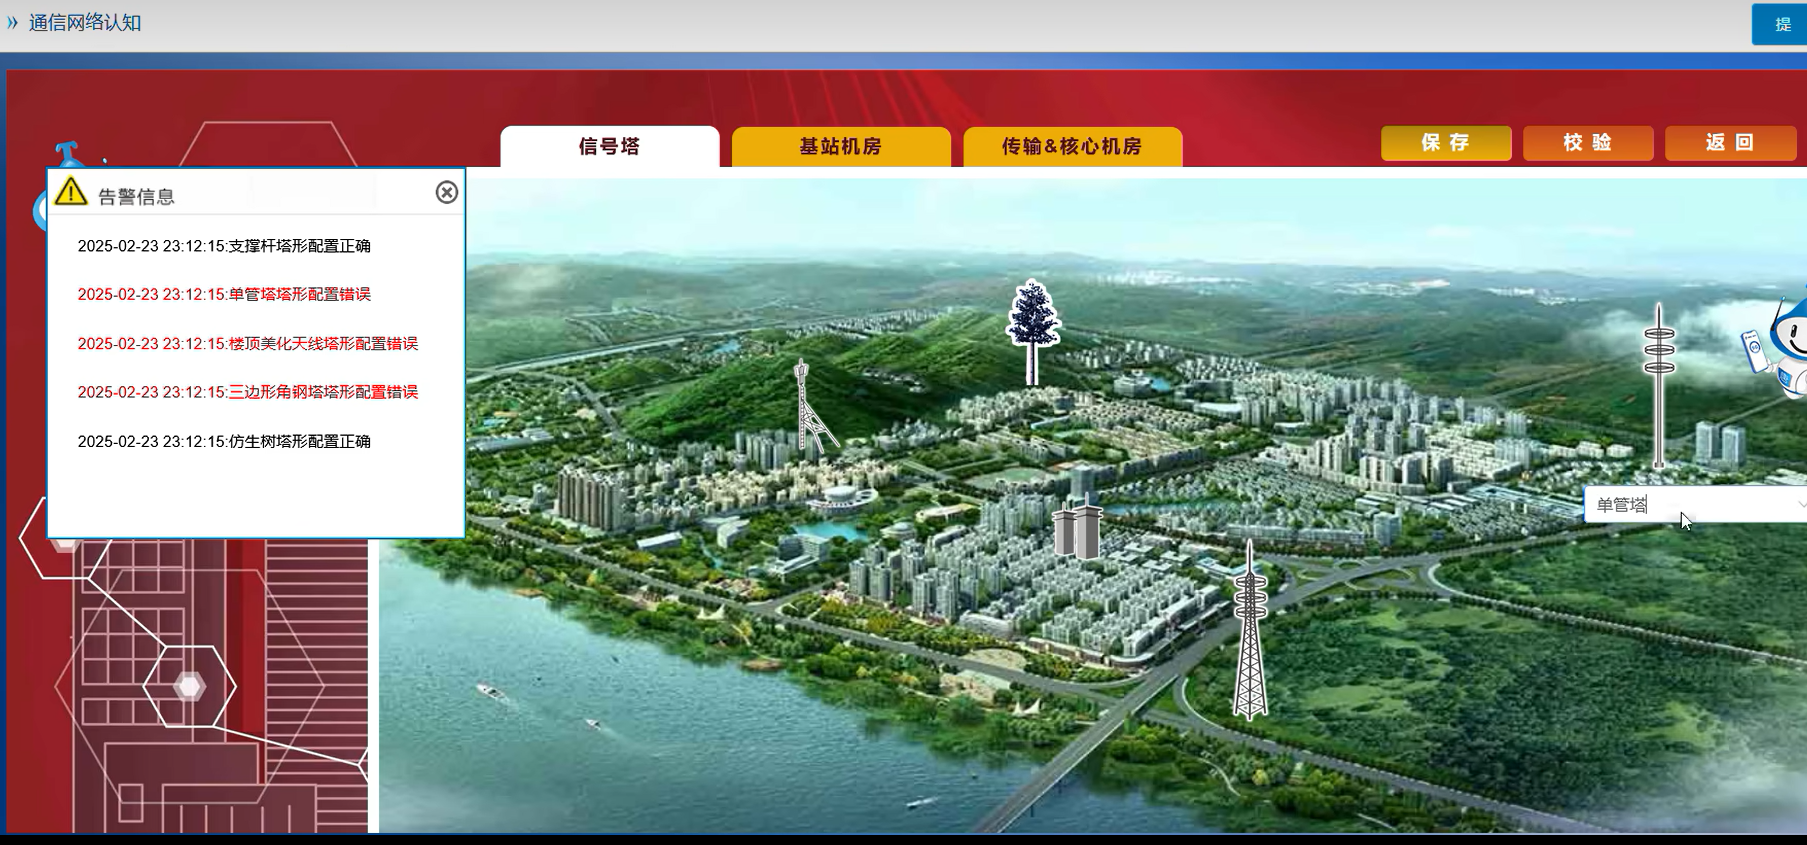 通信网络认知
提
信号塔
基站机房
传输&核心机房
保存
校验
返回
告警信息
2025-02-23 23:12:15:支撑杆塔形配置正确
2025-02-23 23:12:15:单管塔塔形配置错误
2025-02-23 23:12:15:楼顶美化天线塔形配置错误
2025-02-23 23:12:15:三边形角钢塔塔形配置错误
2025-02-23 23:12:15:仿生树塔形配置正确
单管塔